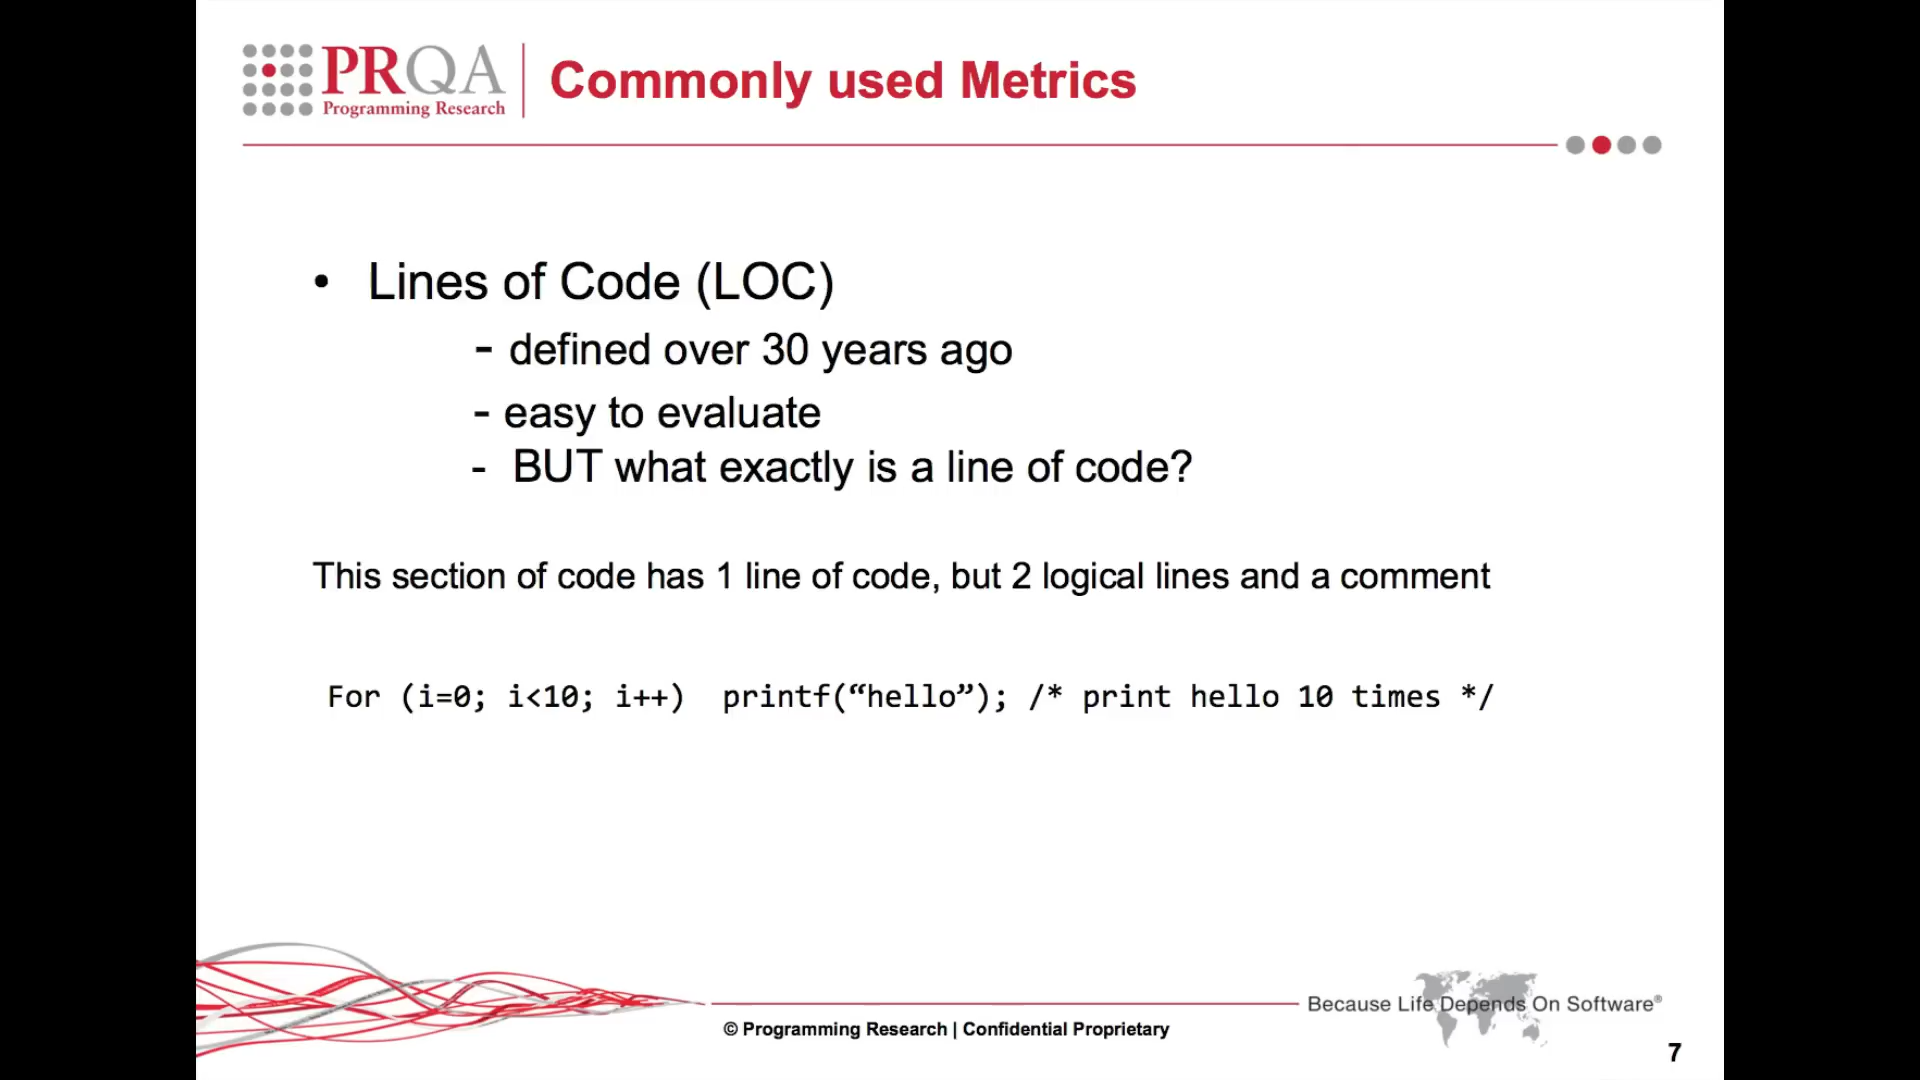 PRQA
Programming Research
Commonly used Metrics
• Lines of Code (LOC)
- defined over 30 years ago
- easy to evaluate
- BUT what exactly is a line of code?
This section of code has 1 line of code, but 2 logical lines and a comment
For (i=0; i<10; i++)  printf(“hello”); /* print hello 10 times */
Because Life Depends On Software®
© Programming Research | Confidential Proprietary
7